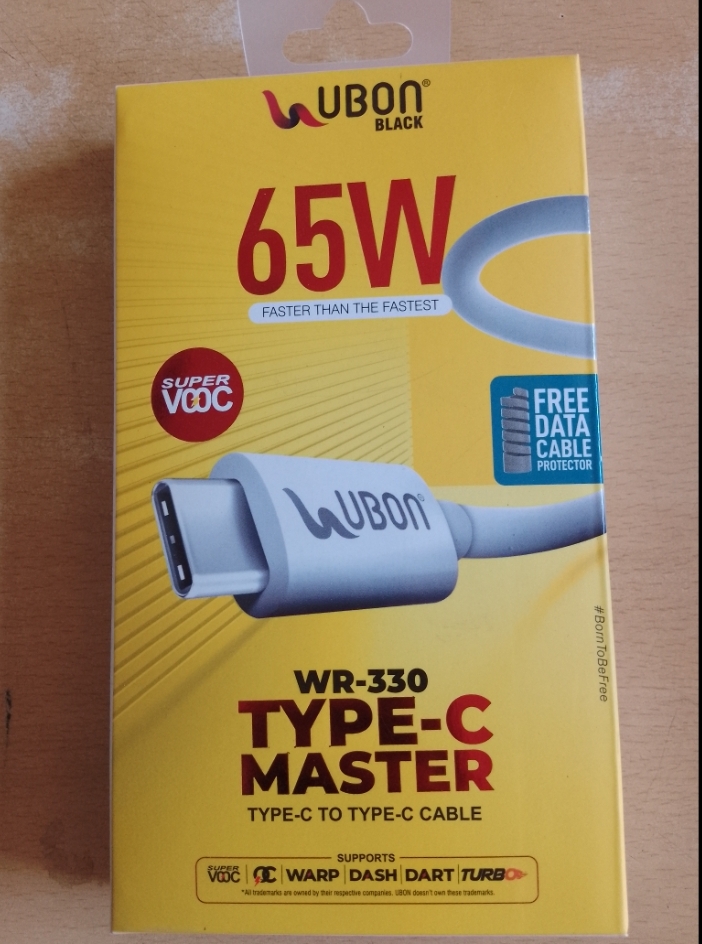 UBON®
BLACK
65W
FASTER THAN THE FASTEST
SUPER
VOOC
FREE
DATA
CABLE
PROTECTOR
UBON®
#BornToBeFree
WR-330
TYPE-C
MASTER
TYPE-C TO TYPE-C CABLE
SUPPORTS
SUPER VOOC QC WARP DASH DART TURBO
*All trademarks are owned by their respective companies. UBON doesn't own these trademarks.